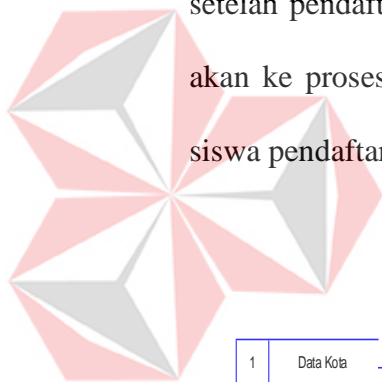 setelah pendaft
akan ke proses
siswa pendaftar
1 Data Kota